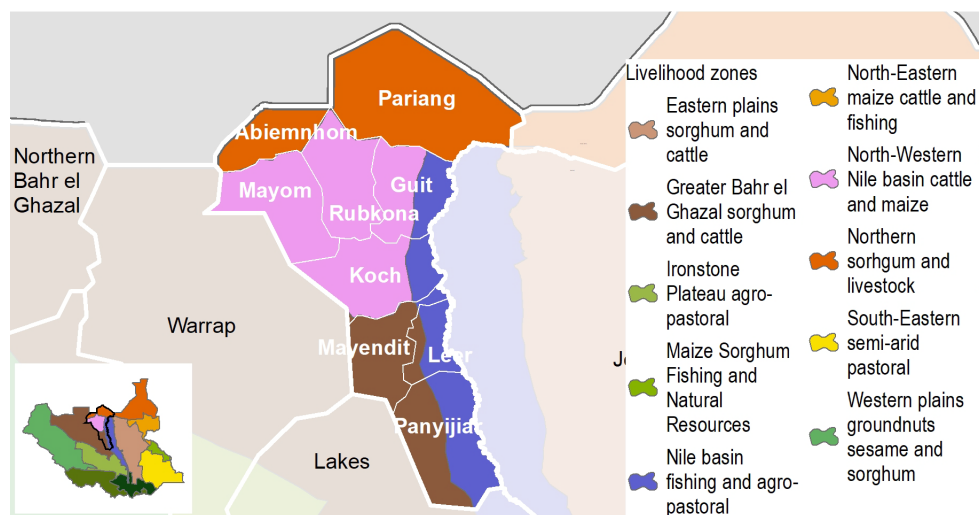 Pariang
Abiemnhom
Northern
Bahr el
Ghazal
Mayom
Guit
Rubkona
Koch
Warrap
Mayendit
Leer
Panyijiar
Lakes
Livelihood zones
Eastern plains
sorghum and
cattle
Greater Bahr el
Ghazal sorghum
and cattle
Ironstone
Plateau agro-
pastoral
Maize Sorghum
Fishing and
Natural
Resources
Nile basin
fishing and agro-
pastoral
North-Eastern
maize cattle and
fishing
North-Western
Nile basin cattle
and maize
Northern
sorhgum and
livestock
South-Eastern
semi-arid
pastoral
Western plains
groundnuts
sesame and
sorghum